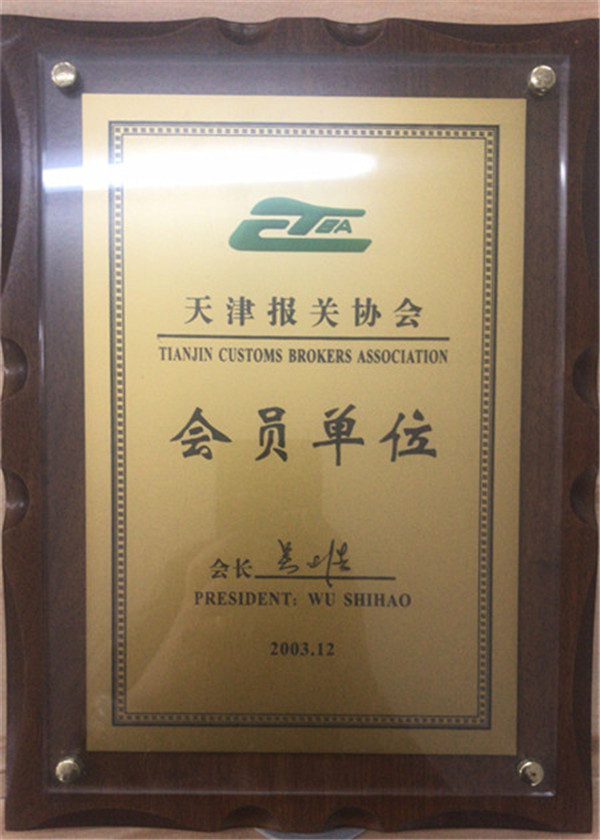 CTBA
天津报关协会
TIANJIN CUSTOMS BROKERS ASSOCIATION
会员单位
会长
PRESIDENT: WU SHIHAO
2003.12